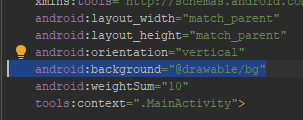 xmlns:tools="http://schemas.android.com
android:layout_width="match_parent"
android:layout_height="match_parent"
android:orientation="vertical"
android:background="@drawable/bg"
android:weightSum="10"
tools:context=".MainActivity">